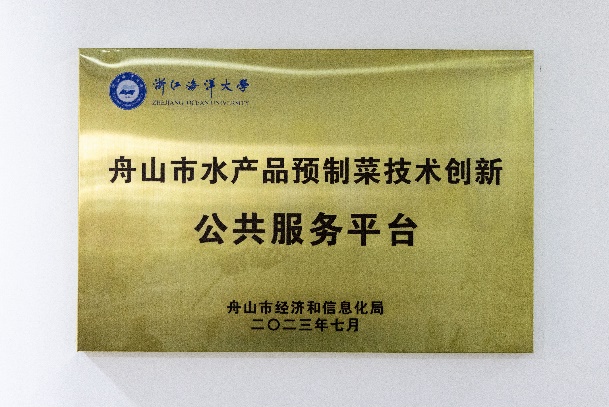 浙江海洋大学
ZHEJIANG OCEAN UNIVERSITY
舟山市水产品预制菜技术创新
公共服务平台
舟山市经济和信息化局
二〇二三年七月